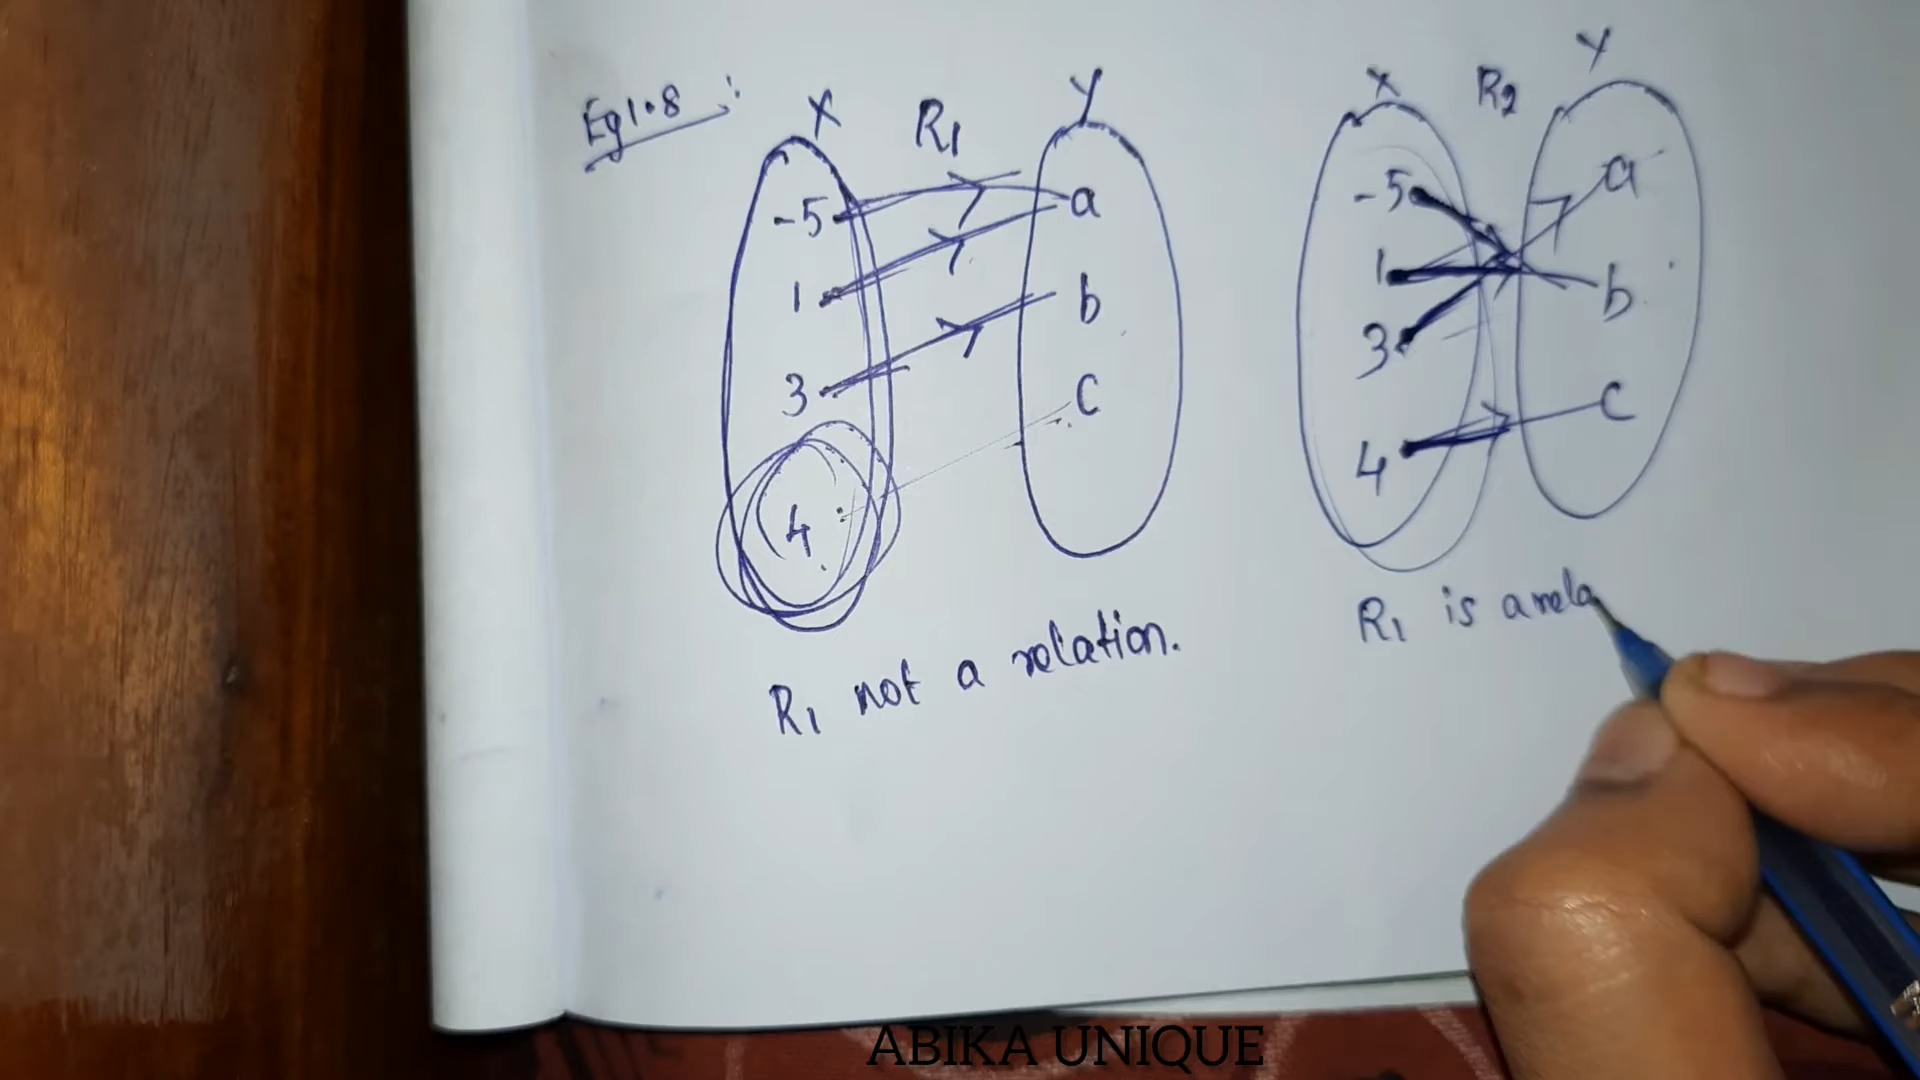 Eg 1.8 :
X R1 Y
-5 a
1 b
3 c
4
R1 not a relation.
X R2 Y
-5 a
1 b
3 c
4
R1 is a rela
ABIKA UNIQUE